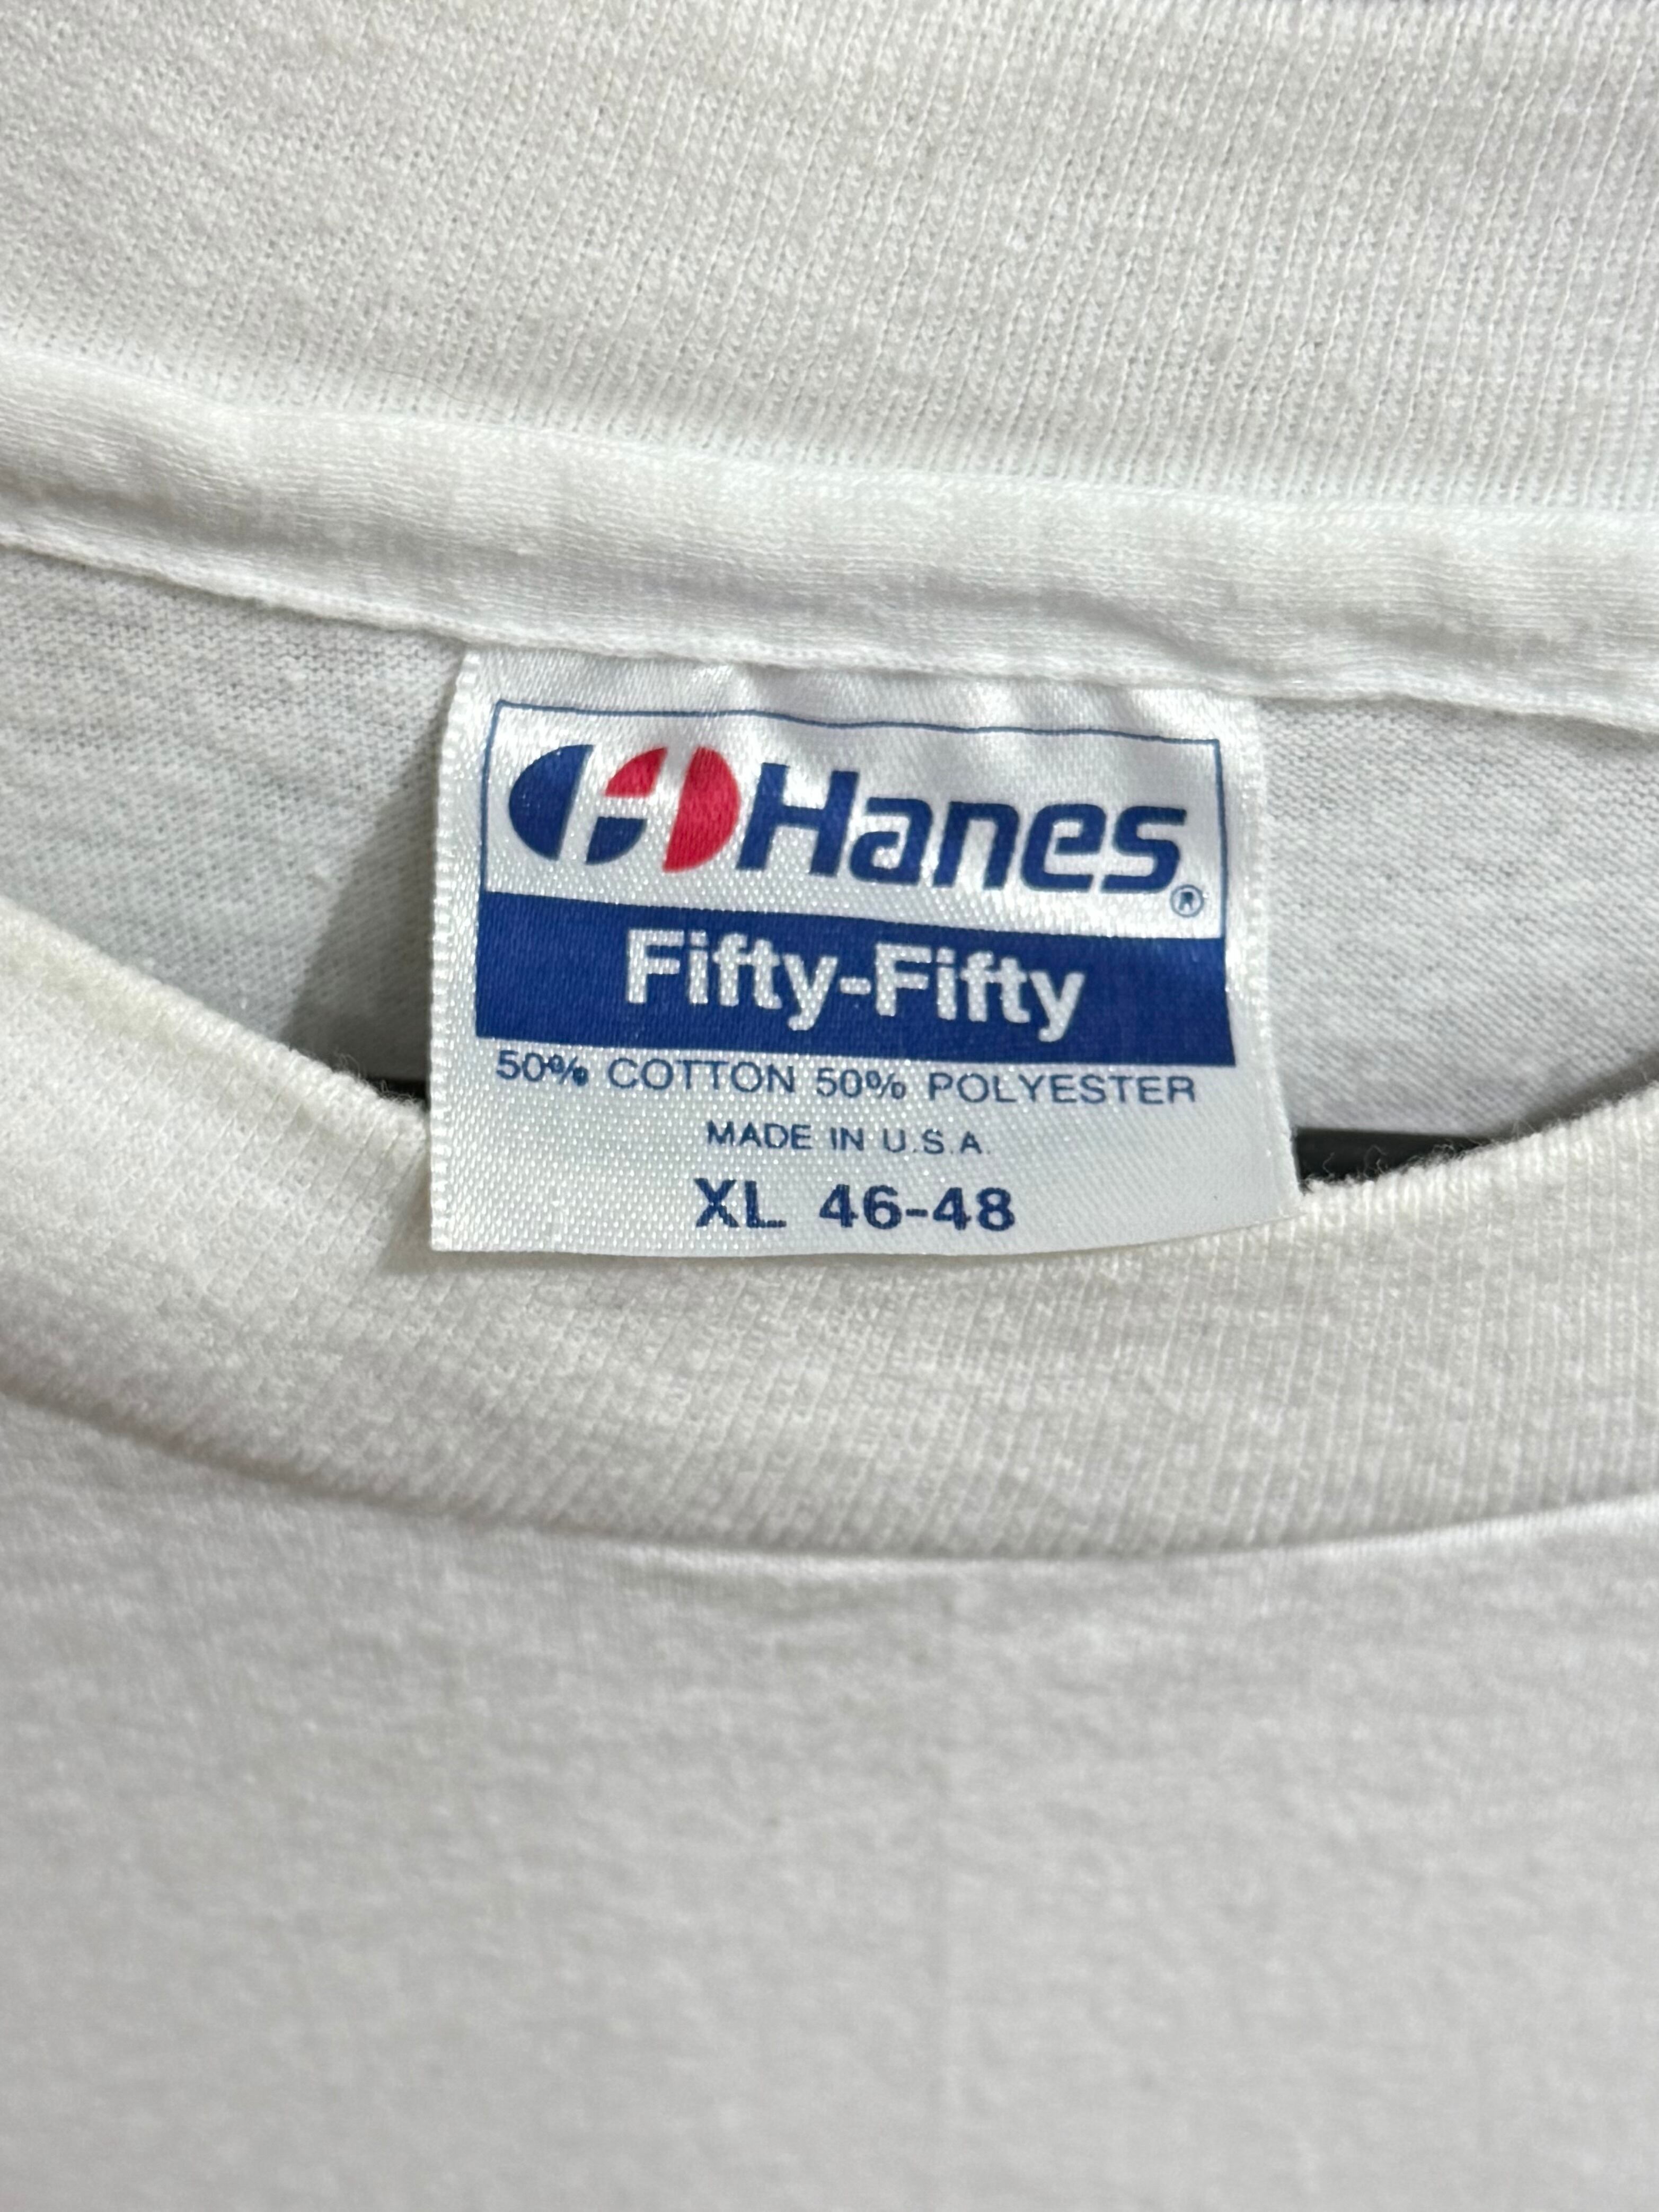 Hanes®
Fifty-Fifty
50% COTTON 50% POLYESTER
MADE IN U.S.A.
XL 46-48